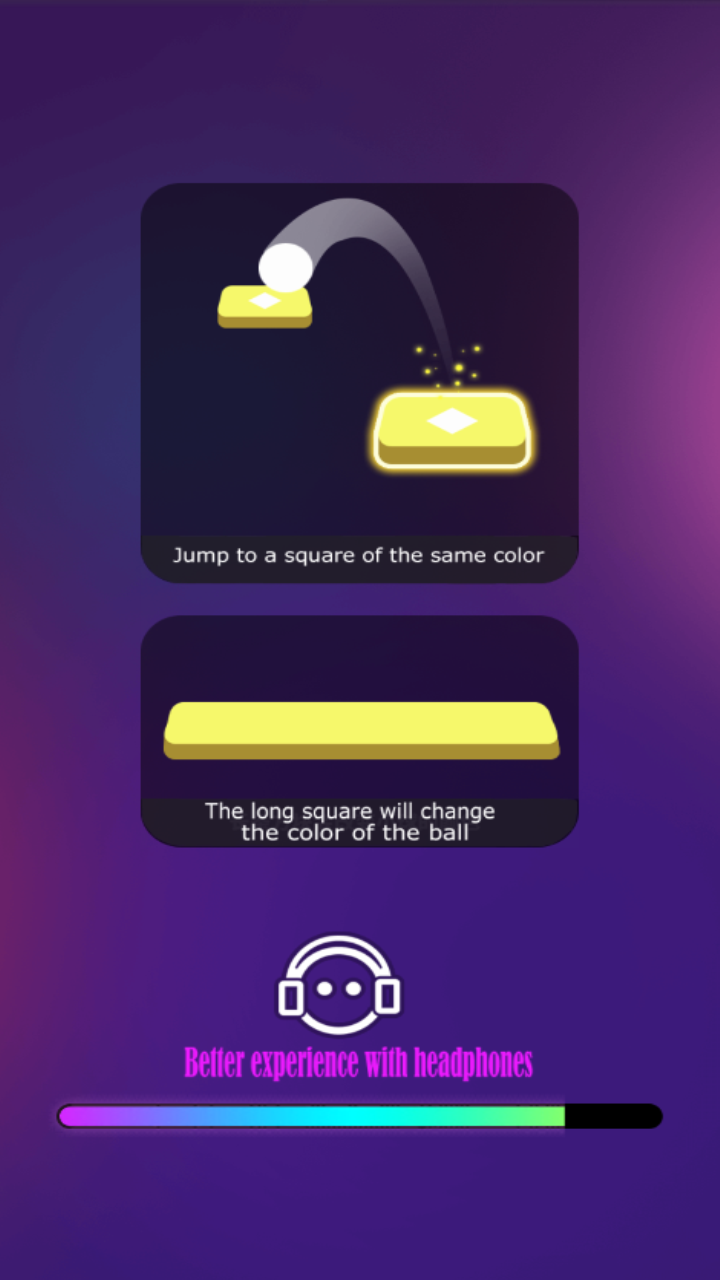 Jump to a square of the same color
The long square will change
the color of the ball
Better experience with headphones